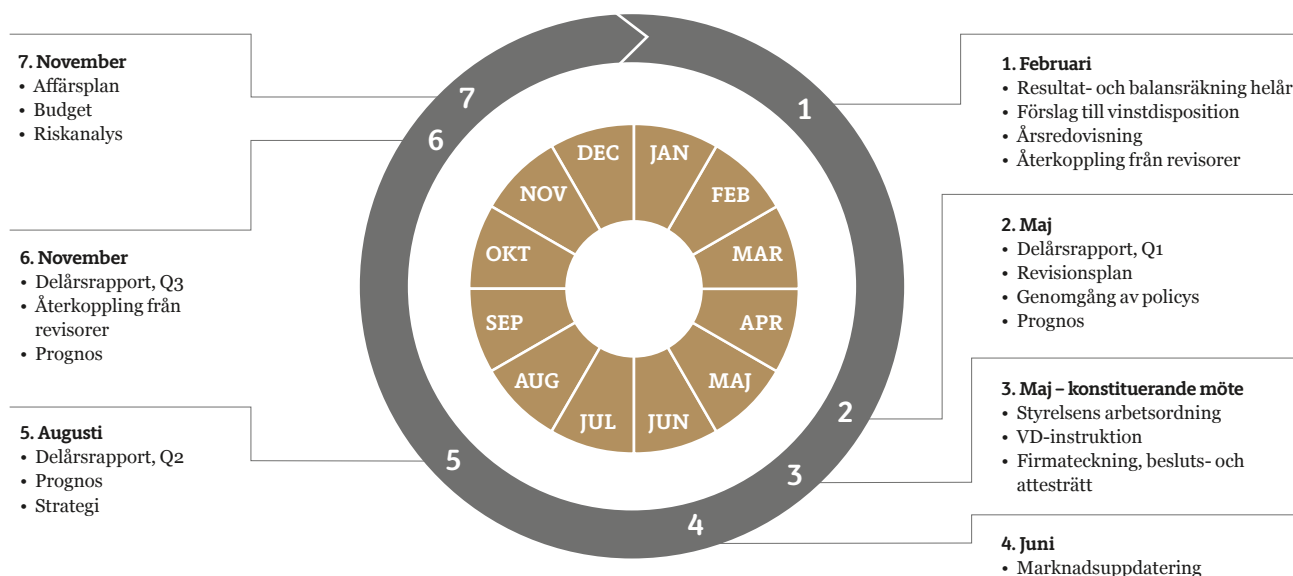 7. November
• Affärsplan
• Budget
• Riskanalys
6. November
• Delårsrapport, Q3
• Återkoppling från
revisorer
• Prognos
5. Augusti
• Delårsrapport, Q2
• Prognos
• Strategi
7
6
5
4
3
2
1
DEC
JAN
NOV
FEB
OKT
MAR
SEP
APR
AUG
MAJ
JUL
JUN
1. Februari
• Resultat- och balansräkning helår
• Förslag till vinstdisposition
• Årsredovisning
• Återkoppling från revisorer
2. Maj
• Delårsrapport, Q1
• Revisionsplan
• Genomgång av policys
• Prognos
3. Maj – konstituerande möte
• Styrelsens arbetsordning
• VD-instruktion
• Firmateckning, besluts- och
attesträtt
4. Juni
• Marknadsuppdatering